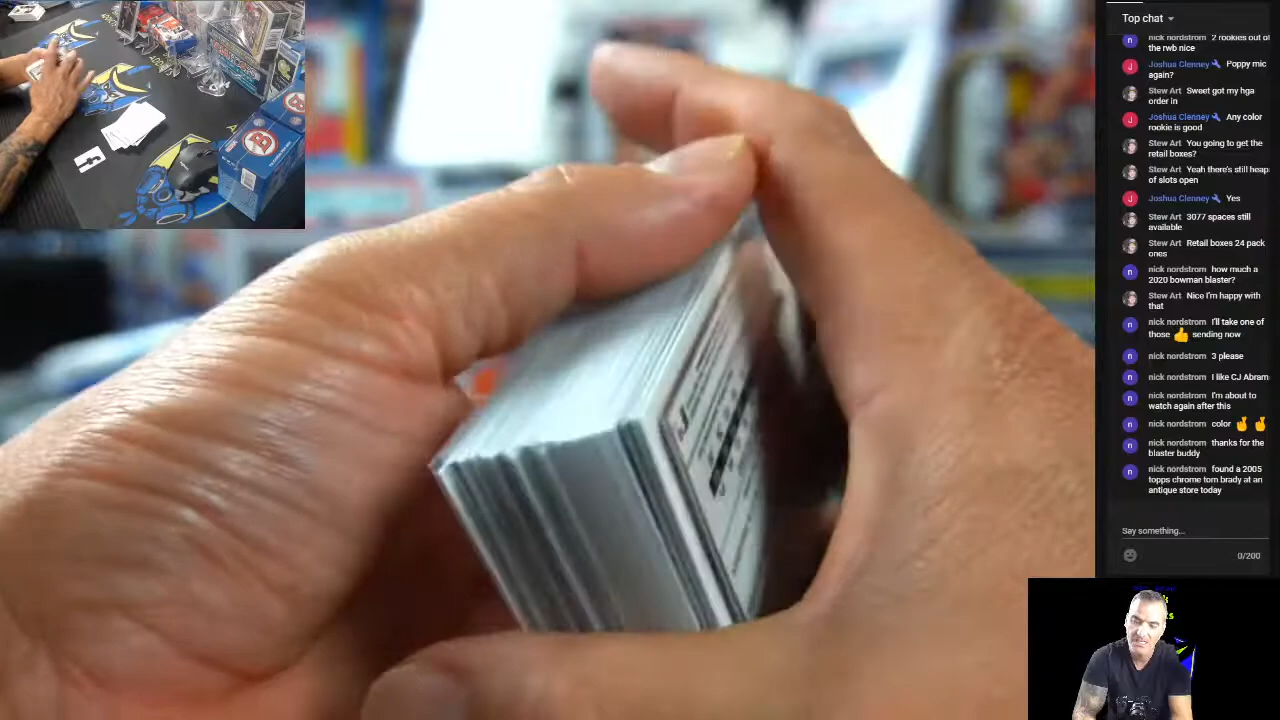 Top chat
nick nordstrom 2 rookies out of
the rwb nice
Joshua Clenney Poppy mic
again?
Stew Art Sweet got my hga
order in
Joshua Clenney Any color
rookie is good
Stew Art You going to get the
retail boxes?
Stew Art Yeah there's still heap
of slots open
Joshua Clenney Yes
Stew Art 3077 spaces still
available
Stew Art Retail boxes 24 pack
ones
nick nordstrom how much a
2020 bowman blaster?
Stew Art Nice I'm happy with
that
nick nordstrom I'll take one of
those 👍 sending now
nick nordstrom 3 please
nick nordstrom I like CJ Abram
nick nordstrom I'm about to
watch again after this
nick nordstrom color 🤞 🤞
nick nordstrom thanks for the
blaster buddy
nick nordstrom found a 2005
topps chrome tom brady at an
antique store today
Say something...
0/200
B